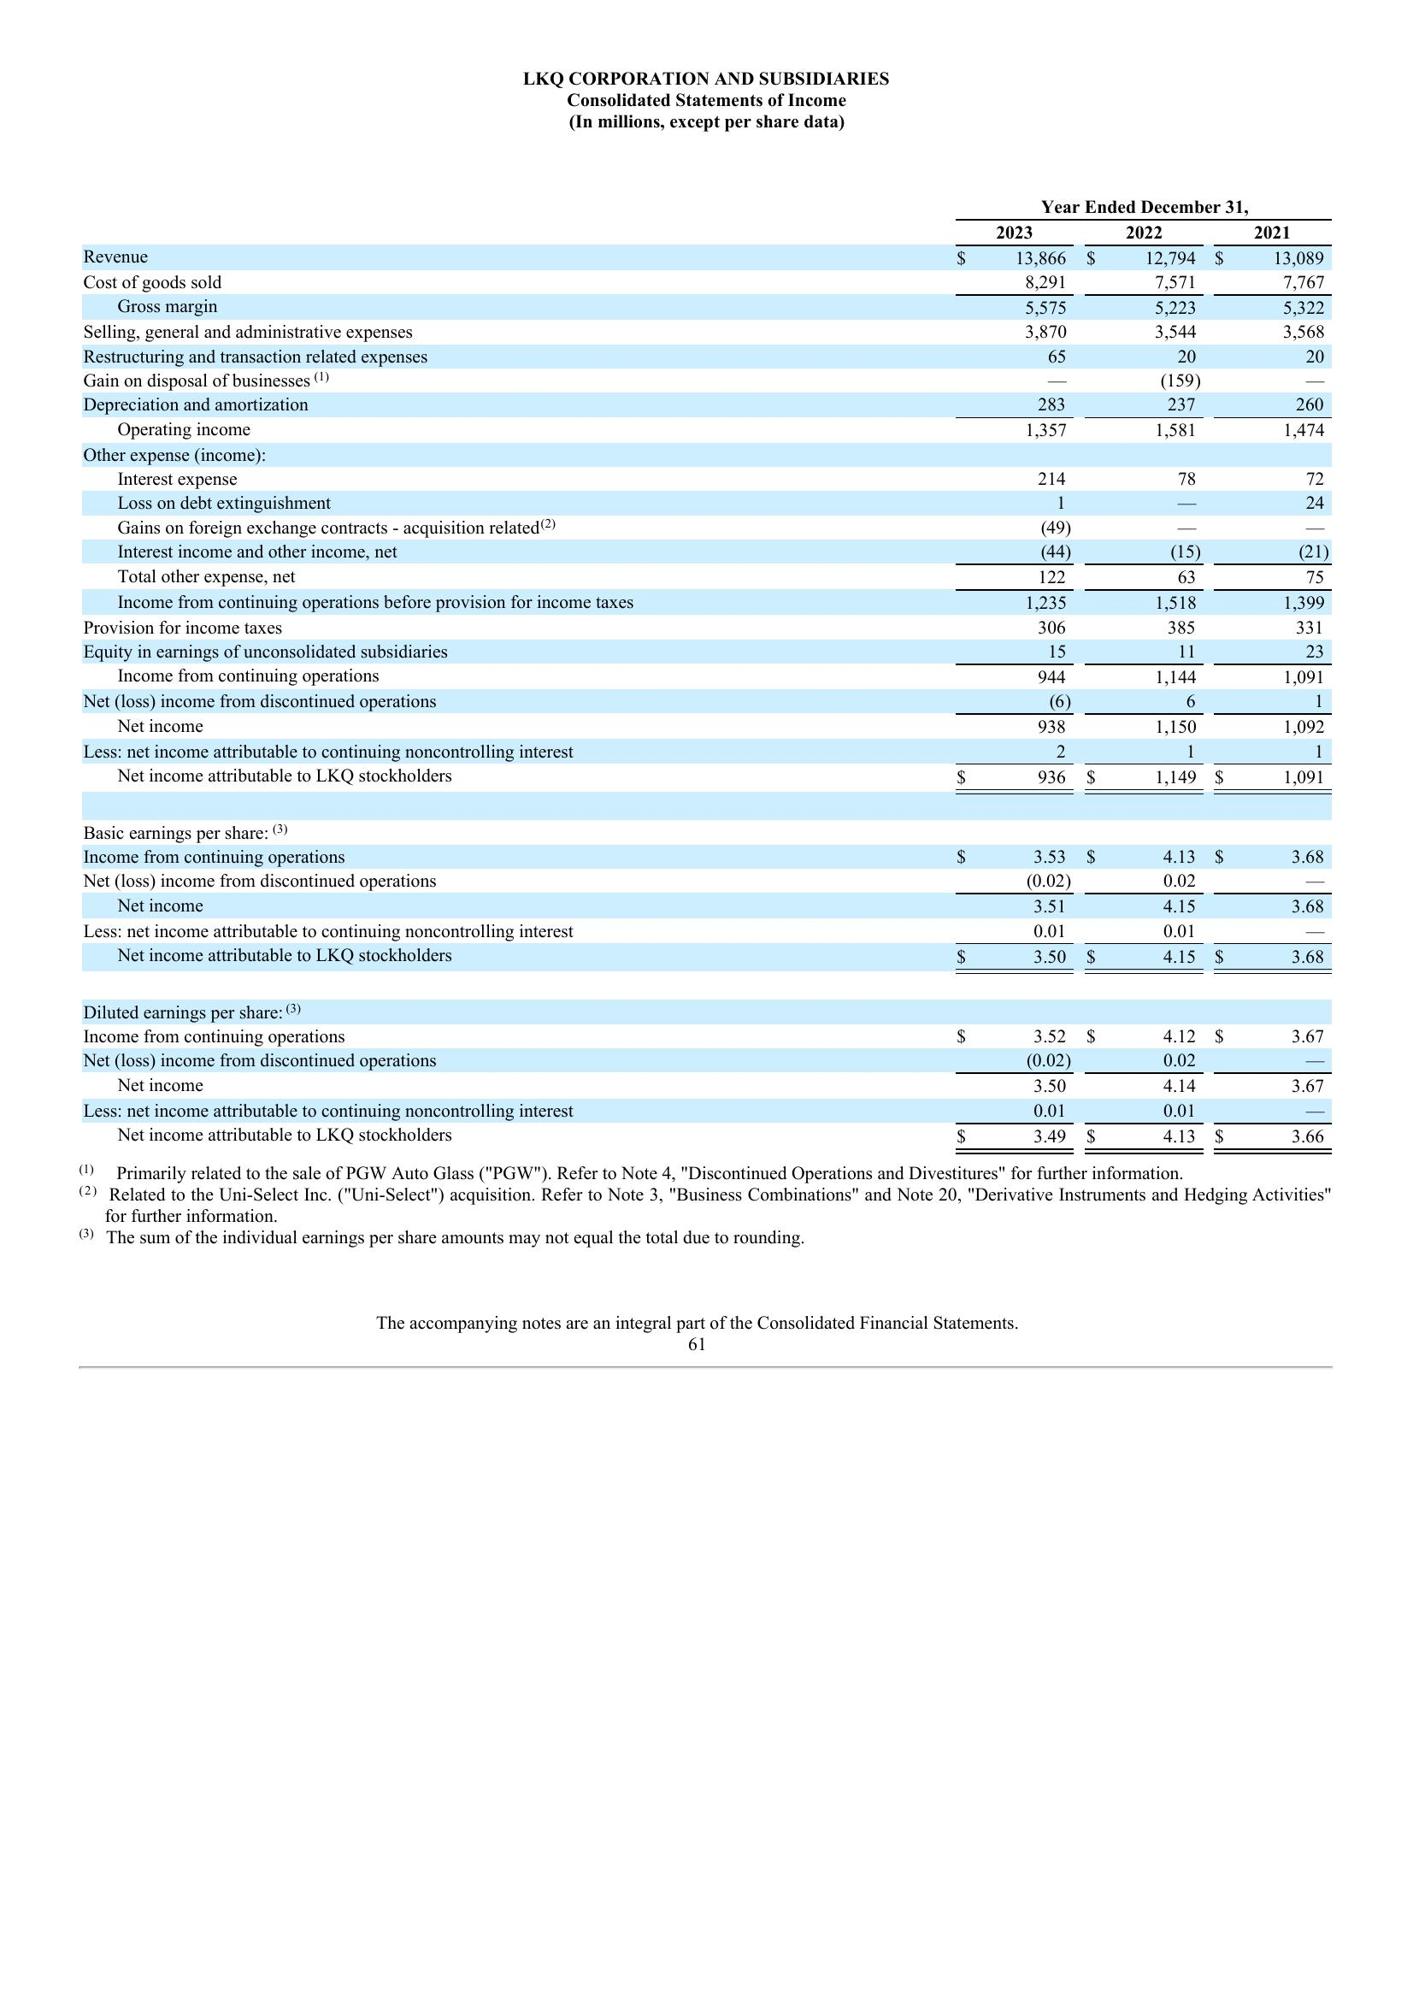 LKQ CORPORATION AND SUBSIDIARIES
Consolidated Statements of Income
(In millions, except per share data)
Year Ended December 31,
2023 2022 2021
Revenue $ 13,866 $ 12,794 $ 13,089
Cost of goods sold 8,291 7,571 7,767
Gross margin 5,575 5,223 5,322
Selling, general and administrative expenses 3,870 3,544 3,568
Restructuring and transaction related expenses 65 20 20
Gain on disposal of businesses (1) — (159) —
Depreciation and amortization 283 237 260
Operating income 1,357 1,581 1,474
Other expense (income):
Interest expense 214 78 72
Loss on debt extinguishment 1 — 24
Gains on foreign exchange contracts - acquisition related(2) (49) — —
Interest income and other income, net (44) (15) (21)
Total other expense, net 122 63 75
Income from continuing operations before provision for income taxes 1,235 1,518 1,399
Provision for income taxes 306 385 331
Equity in earnings of unconsolidated subsidiaries 15 11 23
Income from continuing operations 944 1,144 1,091
Net (loss) income from discontinued operations (6) 6 1
Net income 938 1,150 1,092
Less: net income attributable to continuing noncontrolling interest 2 1 1
Net income attributable to LKQ stockholders $ 936 $ 1,149 $ 1,091
Basic earnings per share: (3)
Income from continuing operations $ 3.53 $ 4.13 $ 3.68
Net (loss) income from discontinued operations (0.02) 0.02 —
Net income 3.51 4.15 3.68
Less: net income attributable to continuing noncontrolling interest 0.01 0.01 —
Net income attributable to LKQ stockholders $ 3.50 $ 4.15 $ 3.68
Diluted earnings per share: (3)
Income from continuing operations $ 3.52 $ 4.12 $ 3.67
Net (loss) income from discontinued operations (0.02) 0.02 —
Net income 3.50 4.14 3.67
Less: net income attributable to continuing noncontrolling interest 0.01 0.01 —
Net income attributable to LKQ stockholders $ 3.49 $ 4.13 $ 3.66
(1) Primarily related to the sale of PGW Auto Glass ("PGW"). Refer to Note 4, "Discontinued Operations and Divestitures" for further information.
(2) Related to the Uni-Select Inc. ("Uni-Select") acquisition. Refer to Note 3, "Business Combinations" and Note 20, "Derivative Instruments and Hedging Activities"
for further information.
(3) The sum of the individual earnings per share amounts may not equal the total due to rounding.
The accompanying notes are an integral part of the Consolidated Financial Statements.
61